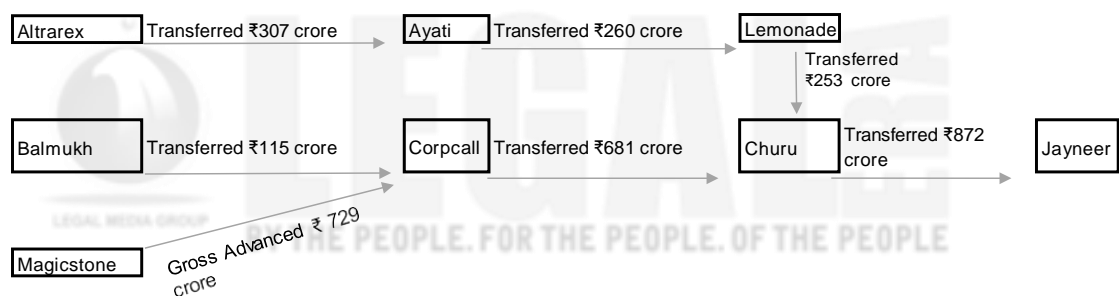 Altrarex Transferred ₹307 crore Ayati Transferred ₹260 crore Lemonade
Transferred
₹253 crore
Balmukh Transferred ₹115 crore Corpcall Transferred ₹681 crore Churu Transferred ₹872
crore
Jayneer
LEGAL ERA
LEGAL MEDIA GROUP
BY THE PEOPLE. FOR THE PEOPLE. OF THE PEOPLE
Magicstone Gross Advanced ₹ 729
crore